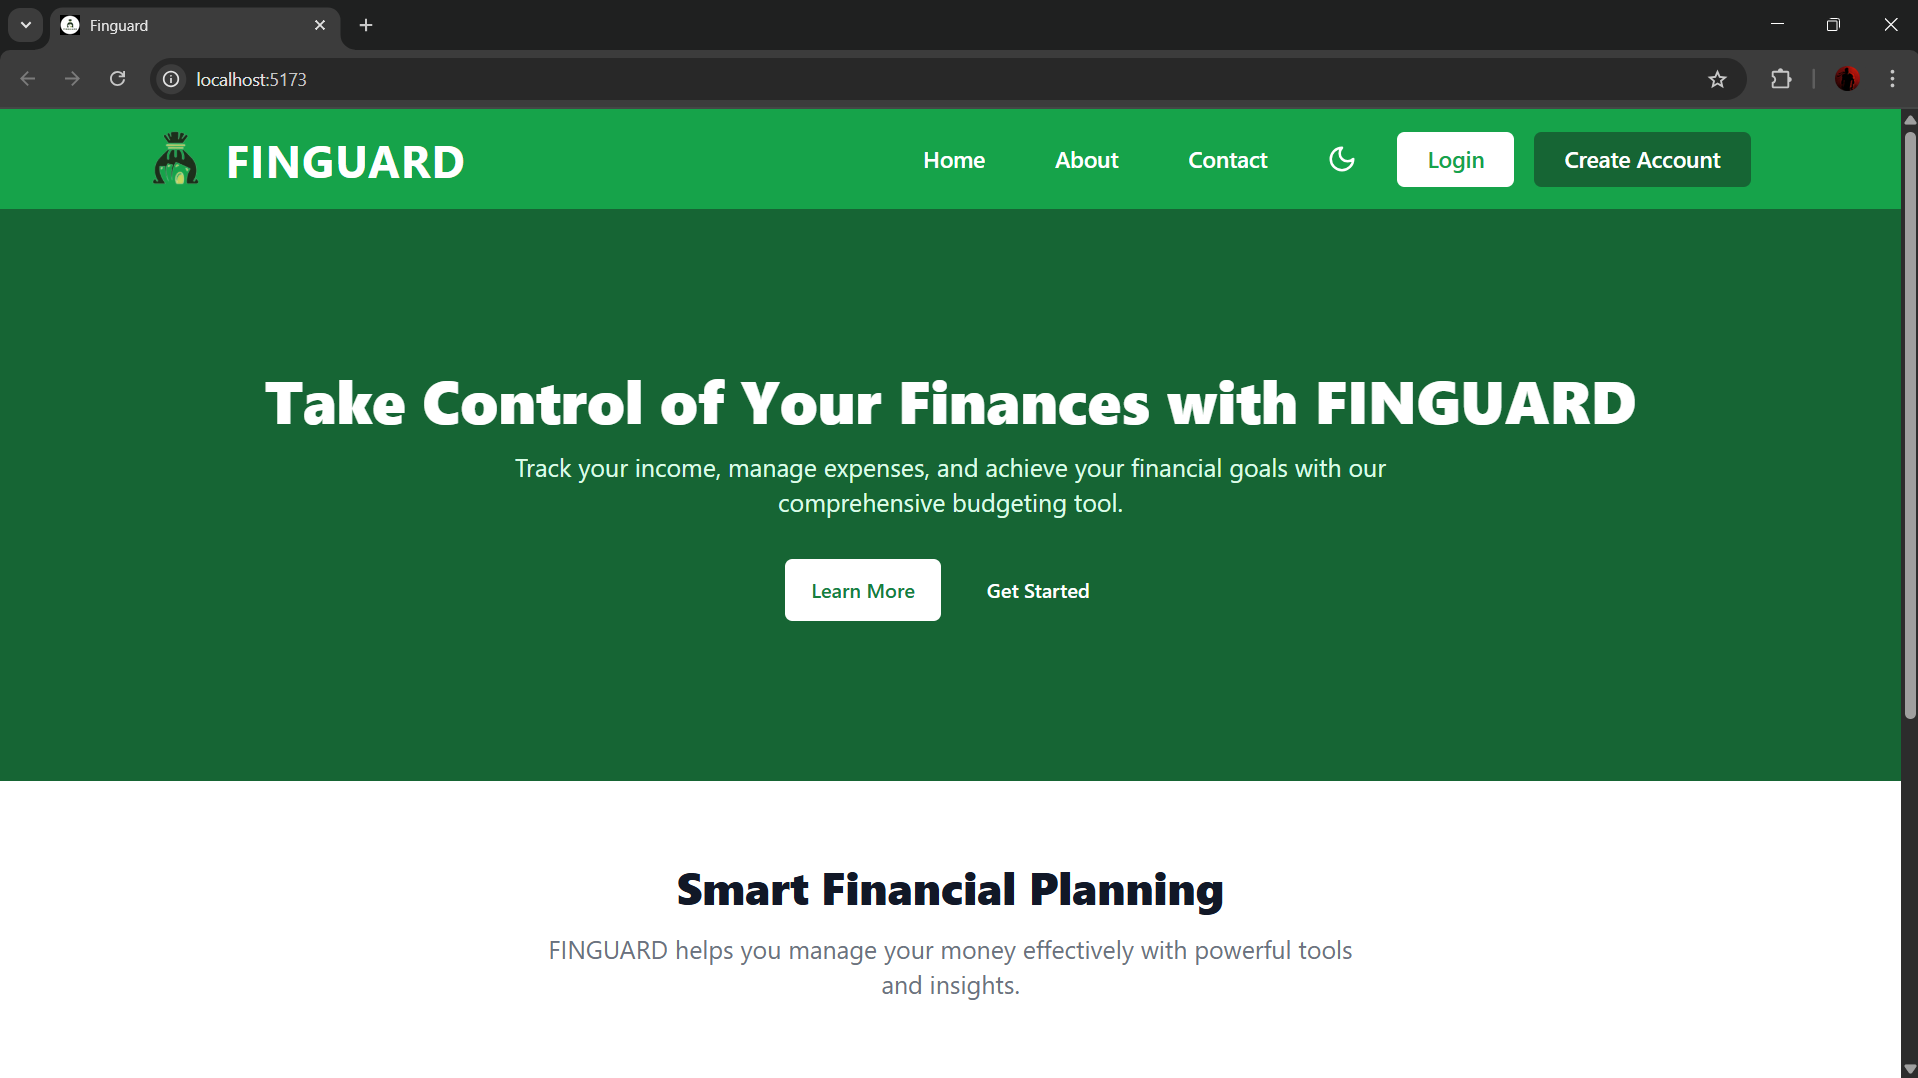 Finguard
localhost:5173
FINGUARD
Home
About
Contact
Login
Create Account
Take Control of Your Finances with FINGUARD
Track your income, manage expenses, and achieve your financial goals with our
comprehensive budgeting tool.
Learn More
Get Started
Smart Financial Planning
FINGUARD helps you manage your money effectively with powerful tools
and insights.